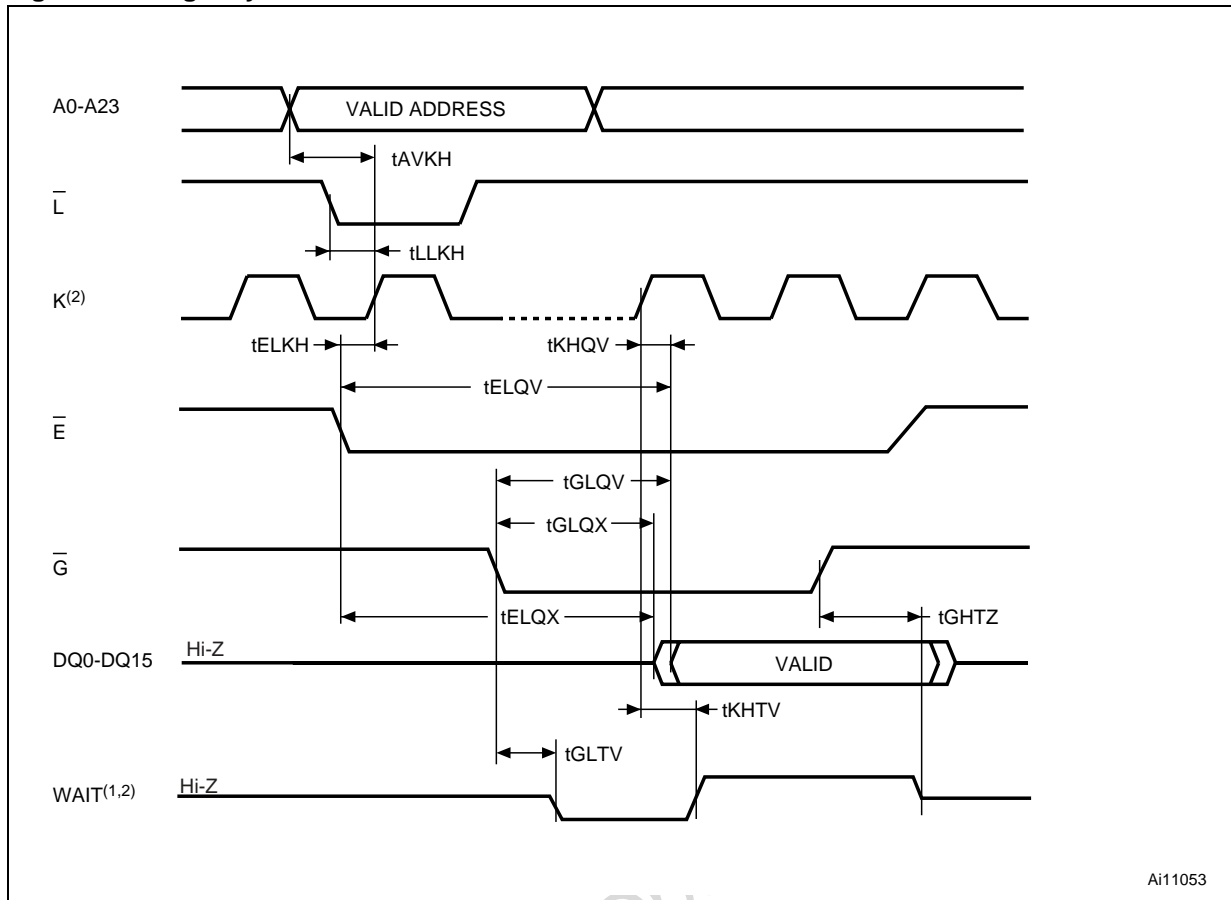 A0-A23
VALID ADDRESS
tAVKH
L
tLLKH
K(2)
tELKH
tKHQV
tELQV
E
tGLQV
tGLQX
G
tELQX
tGHTZ
DQ0-DQ15
Hi-Z
VALID
tKHTV
tGLTV
WAIT(1,2)
Hi-Z
Ai11053